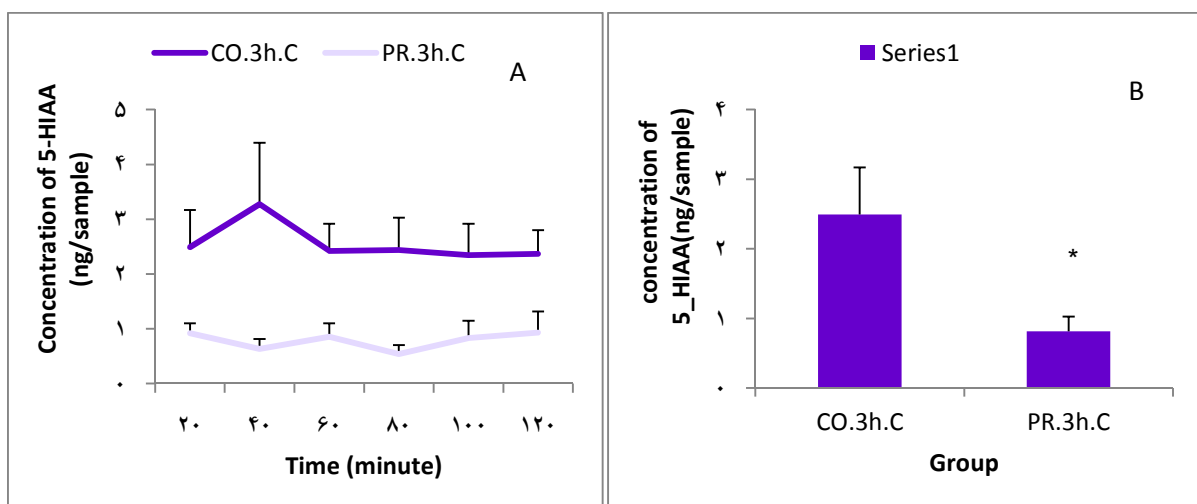 CO.3h.C PR.3h.C
A
Concentration of 5-HIAA
(ng/sample)
۵
۴
۳
۲
۱
۰
۲۰ ۴۰ ۶۰ ۸۰ ۱۰۰ ۱۲۰
Time (minute)
Series1
B
concentration of
5_HIAA(ng/sample)
۴
۳
۲
۱
۰
*
CO.3h.C PR.3h.C
Group